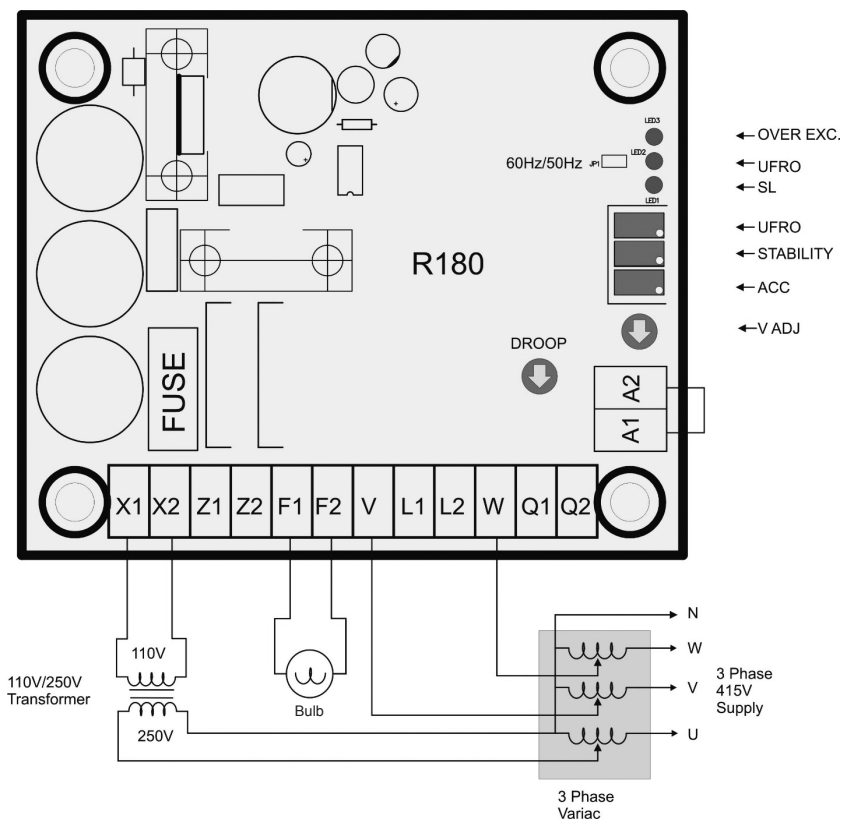 LED3
OVER EXC.
60Hz/50Hz
JP1
LED2
UFRO
SL
LED1
UFRO
STABILITY
R180
ACC
V ADJ
DROOP
FUSE
A2
A1
X1 X2 Z1 Z2 F1 F2 V L1 L2 W Q1 Q2
N
110V
W
110V/250V
Transformer
Bulb
V
3 Phase
415V
Supply
250V
U
3 Phase
Variac